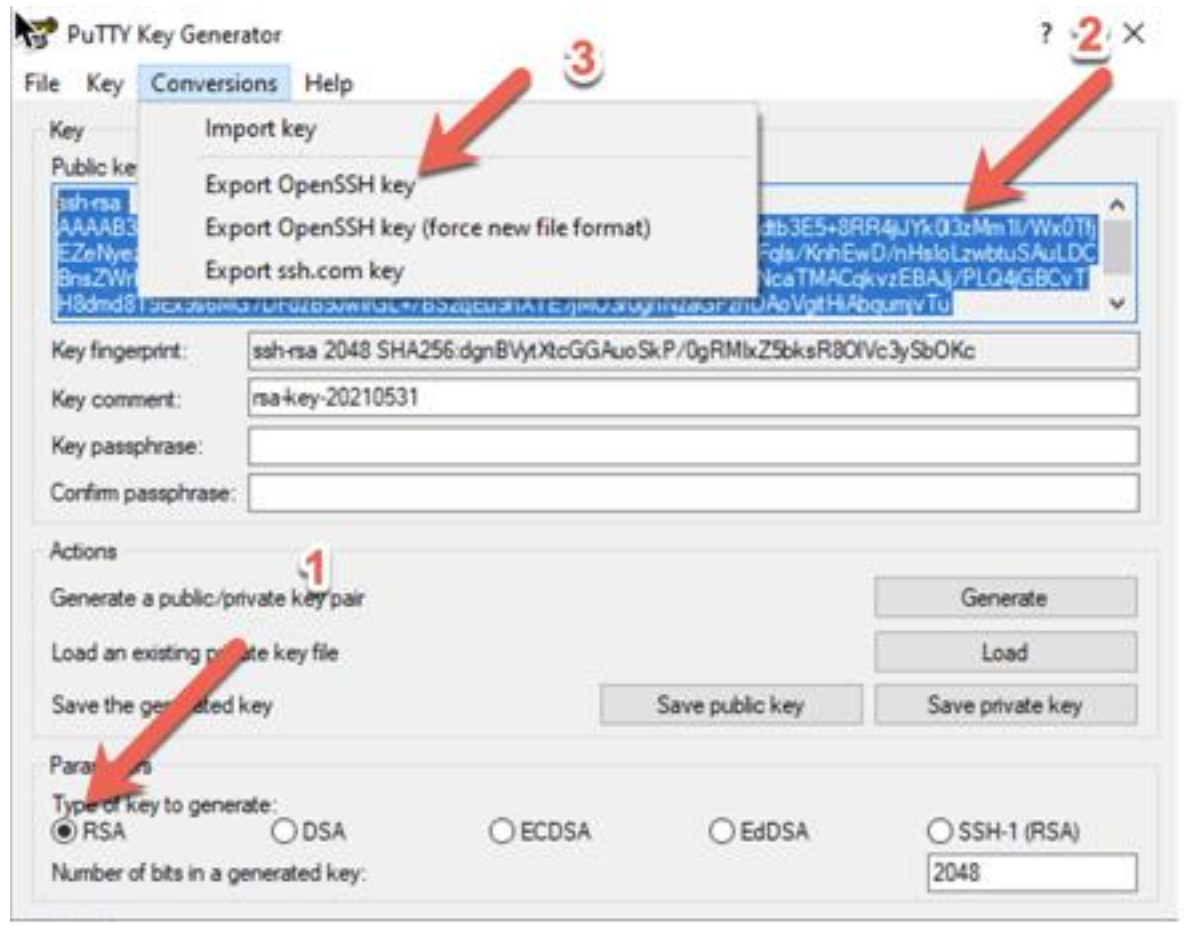 PuTTY Key Generator
? 2 ×
3
File Key Conversions Help
Key
Import key
Public ke
Export OpenSSH key
ssh-rsa
Export OpenSSH key (force new file format)
AAAAB3
EZeNye
Export ssh.com key
BnsZWr
Key fingerprint: ssh-rsa 2048
Key comment: rsa-key-20210531
Key passphrase:
Confirm passphrase:
Actions
1
Generate a public/private key pair Generate
Load an existing private key file Load
Save the generated key Save public key Save private key
Parameters
Type of key to generate:
RSA DSA ECDSA EdDSA SSH-1 (RSA)
Number of bits in a generated key: 2048